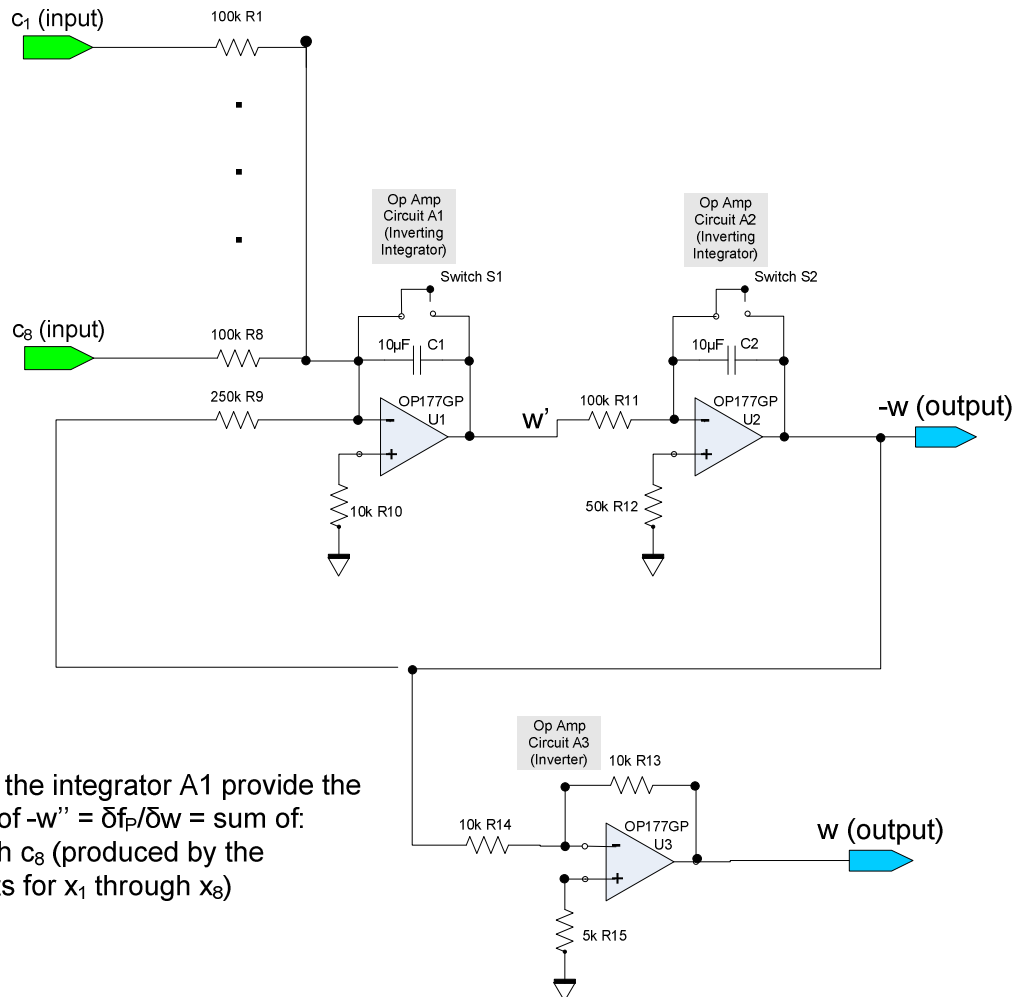 c₁ (input)
100k R1
Op Amp
Circuit A1
(Inverting
Integrator)
Op Amp
Circuit A2
(Inverting
Integrator)
Switch S1
Switch S2
c₈ (input)
100k R8
10µF C1
10µF C2
250k R9
OP177GP
U1
w'
100k R11
OP177GP
U2
-w (output)
-
+
-
+
10k R10
50k R12
Op Amp
Circuit A3
(Inverter)
10k R13
the integrator A1 provide the
of -w'' = δfₚ/δw = sum of:
h c₈ (produced by the
ts for x₁ through x₈)
10k R14
OP177GP
U3
-
+
w (output)
5k R15